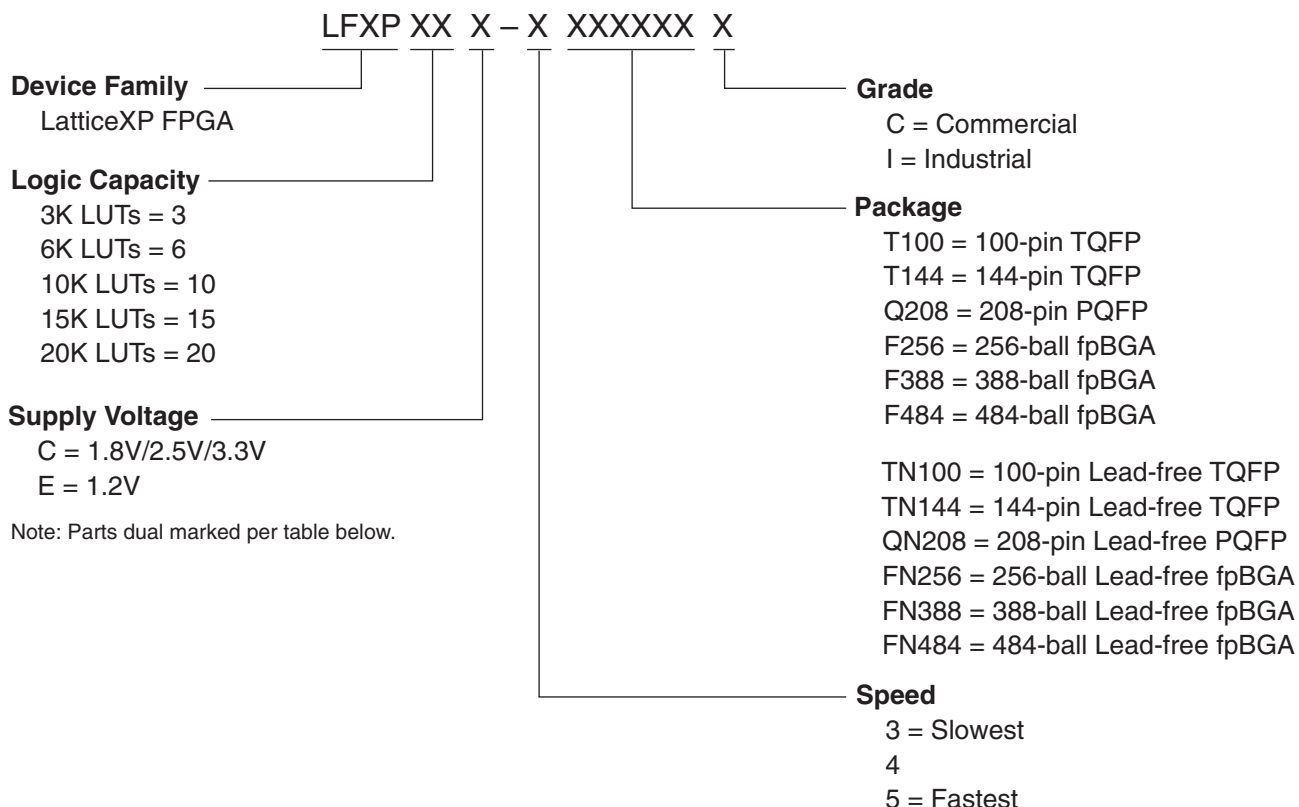 LFXP XX X – X XXXXXX X
Device Family
LatticeXP FPGA
Logic Capacity
3K LUTs = 3
6K LUTs = 6
10K LUTs = 10
15K LUTs = 15
20K LUTs = 20
Supply Voltage
C = 1.8V/2.5V/3.3V
E = 1.2V
Note: Parts dual marked per table below.
Grade
C = Commercial
I = Industrial
Package
T100 = 100-pin TQFP
T144 = 144-pin TQFP
Q208 = 208-pin PQFP
F256 = 256-ball fpBGA
F388 = 388-ball fpBGA
F484 = 484-ball fpBGA
TN100 = 100-pin Lead-free TQFP
TN144 = 144-pin Lead-free TQFP
QN208 = 208-pin Lead-free PQFP
FN256 = 256-ball Lead-free fpBGA
FN388 = 388-ball Lead-free fpBGA
FN484 = 484-ball Lead-free fpBGA
Speed
3 = Slowest
4
5 = Fastest